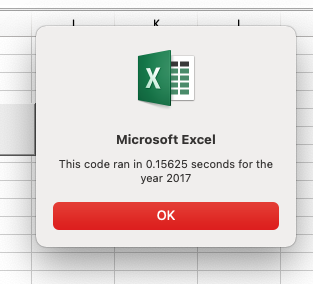 K
X
Microsoft Excel
This code ran in 0.15625 seconds for the
year 2017
OK